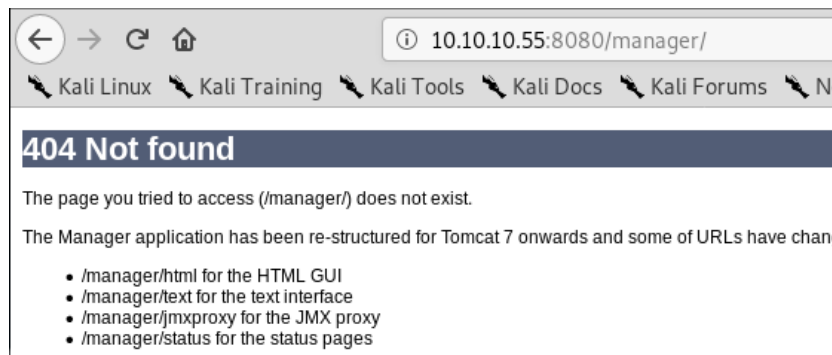 10.10.10.55:8080/manager/
Kali Linux Kali Training Kali Tools Kali Docs Kali Forums N
404 Not found
The page you tried to access (/manager/) does not exist.
The Manager application has been re-structured for Tomcat 7 onwards and some of URLs have chan
• /manager/html for the HTML GUI
• /manager/text for the text interface
• /manager/jmxproxy for the JMX proxy
• /manager/status for the status pages